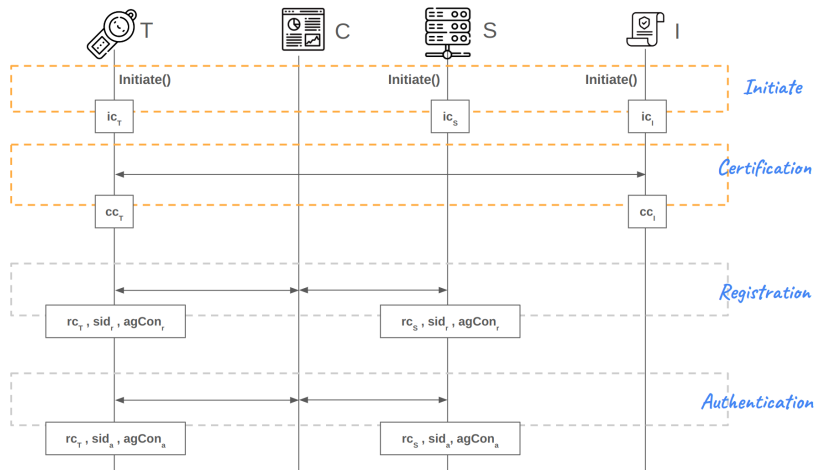 T
C
S
I
Initiate()
Initiate()
Initiate()
Initiate
ic_T
ic_S
ic_I
Certification
cc_T
cc_I
Registration
rc_T , sid_r , agCon_r
rc_S , sid_r , agCon_r
Authentication
rc_T , sid_a , agCon_a
rc_S , sid_a, agCon_a